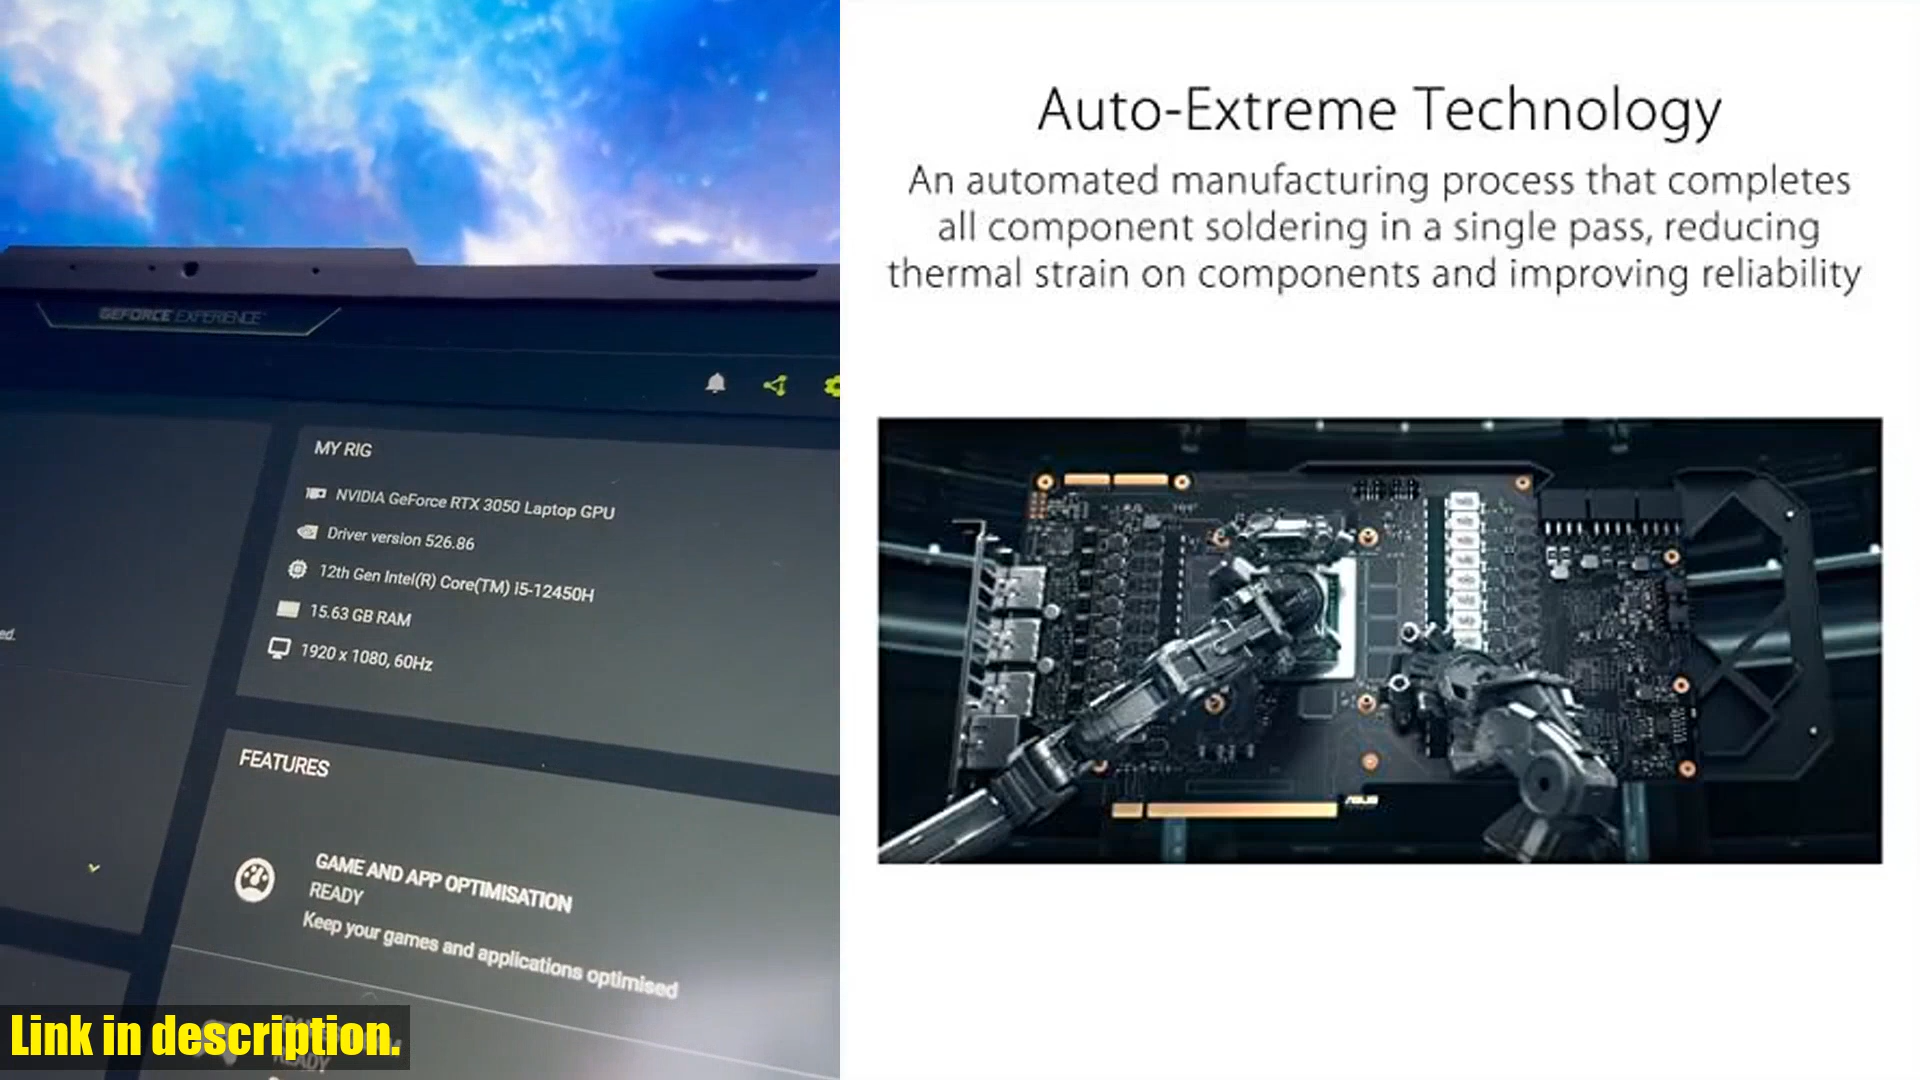 GEFORCE EXPERIENCE
MY RIG
NVIDIA GeForce RTX 3050 Laptop GPU
Driver version 526.86
12th Gen Intel(R) Core(TM) i5-12450H
15.63 GB RAM
1920 x 1080, 60Hz
ed.
FEATURES
GAME AND APP OPTIMISATION
READY
Keep your games and applications optimised
READY
Link in description.
Auto-Extreme Technology
An automated manufacturing process that completes
all component soldering in a single pass, reducing
thermal strain on components and improving reliability
ASUS